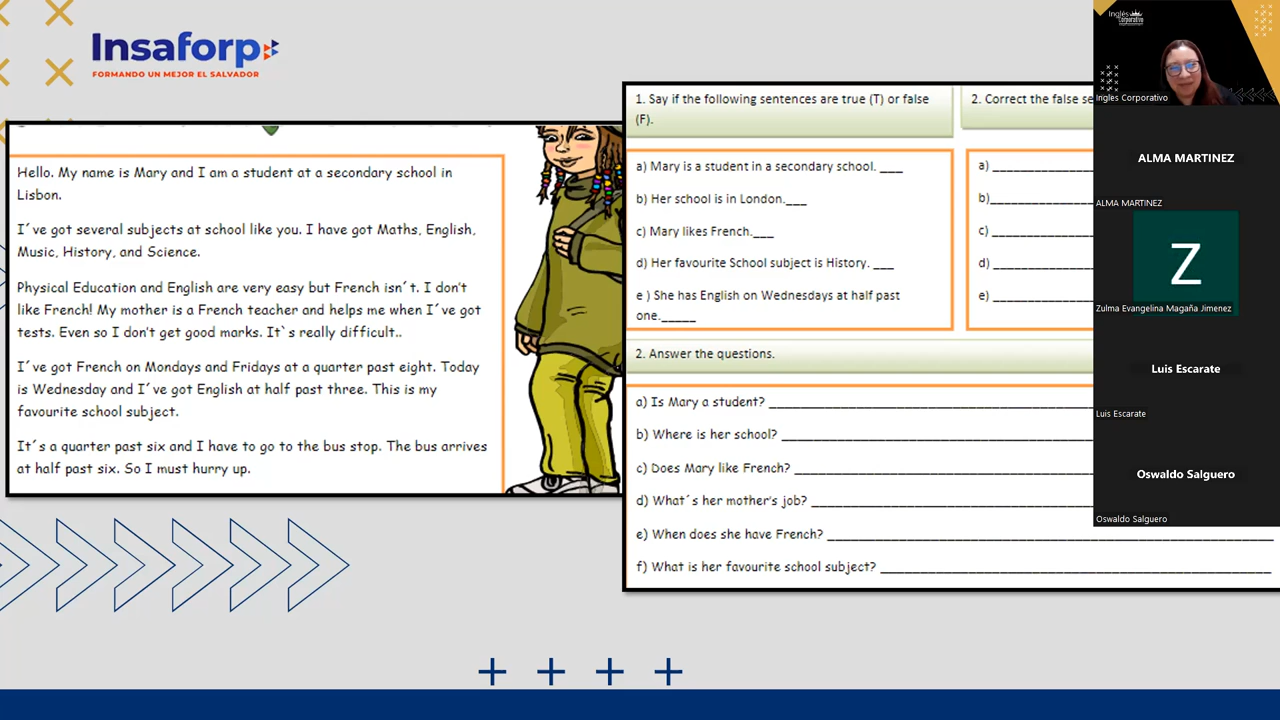 Insaforp
FORMANDO UN MEJOR EL SALVADOR
Hello. My name is Mary and I am a student at a secondary school in
Lisbon.
I´ve got several subjects at school like you. I have got Maths, English,
Music, History, and Science.
Physical Education and English are very easy but French isn´t. I don't
like French! My mother is a French teacher and helps me when I´ve got
tests. Even so I don't get good marks. It`s really difficult..
I´ve got French on Mondays and Fridays at a quarter past eight. Today
is Wednesday and I´ve got English at half past three. This is my
favourite school subject.
It´s a quarter past six and I have to go to the bus stop. The bus arrives
at half past six. So I must hurry up.
1. Say if the following sentences are true (T) or false
(F).
a) Mary is a student in a secondary school. ___
b) Her school is in London.___
c) Mary likes French.___
d) Her favourite School subject is History. ___
e ) She has English on Wednesdays at half past
one._____
2. Correct the false se
a) 
b)
c)
d)
e)
2. Answer the questions.
a) Is Mary a student?
b) Where is her school?
c) Does Mary like French?
d) What´s her mother's job?
e) When does she have French?
f) What is her favourite school subject?
Inglés
Corporativo
Ingles Corporativo
ALMA MARTINEZ
ALMA MARTINEZ
Z
Zulma Evangelina Magaña Jimenez
Luis Escarate
Luis Escarate
Oswaldo Salguero
Oswaldo Salguero